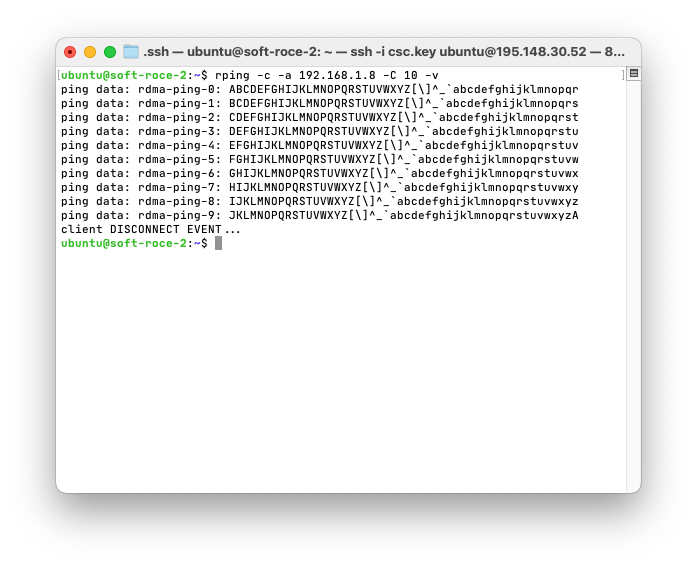 .ssh — ubuntu@soft-roce-2: ~ — ssh -i csc.key ubuntu@195.148.30.52 — 8...
[ubuntu@soft-roce-2:~$ rping -c -a 192.168.1.8 -C 10 -v ]
ping data: rdma-ping-0: ABCDEFGHIJKLMNOPQRSTUVWXYZ[\]^_`abcdefghijklmnopqr
ping data: rdma-ping-1: BCDEFGHIJKLMNOPQRSTUVWXYZ[\]^_`abcdefghijklmnopqrs
ping data: rdma-ping-2: CDEFGHIJKLMNOPQRSTUVWXYZ[\]^_`abcdefghijklmnopqrst
ping data: rdma-ping-3: DEFGHIJKLMNOPQRSTUVWXYZ[\]^_`abcdefghijklmnopqrstu
ping data: rdma-ping-4: EFGHIJKLMNOPQRSTUVWXYZ[\]^_`abcdefghijklmnopqrstuv
ping data: rdma-ping-5: FGHIJKLMNOPQRSTUVWXYZ[\]^_`abcdefghijklmnopqrstuvw
ping data: rdma-ping-6: GHIJKLMNOPQRSTUVWXYZ[\]^_`abcdefghijklmnopqrstuvwx
ping data: rdma-ping-7: HIJKLMNOPQRSTUVWXYZ[\]^_`abcdefghijklmnopqrstuvwxy
ping data: rdma-ping-8: IJKLMNOPQRSTUVWXYZ[\]^_`abcdefghijklmnopqrstuvwxyz
ping data: rdma-ping-9: JKLMNOPQRSTUVWXYZ[\]^_`abcdefghijklmnopqrstuvwxyzA
client DISCONNECT EVENT...
ubuntu@soft-roce-2:~$